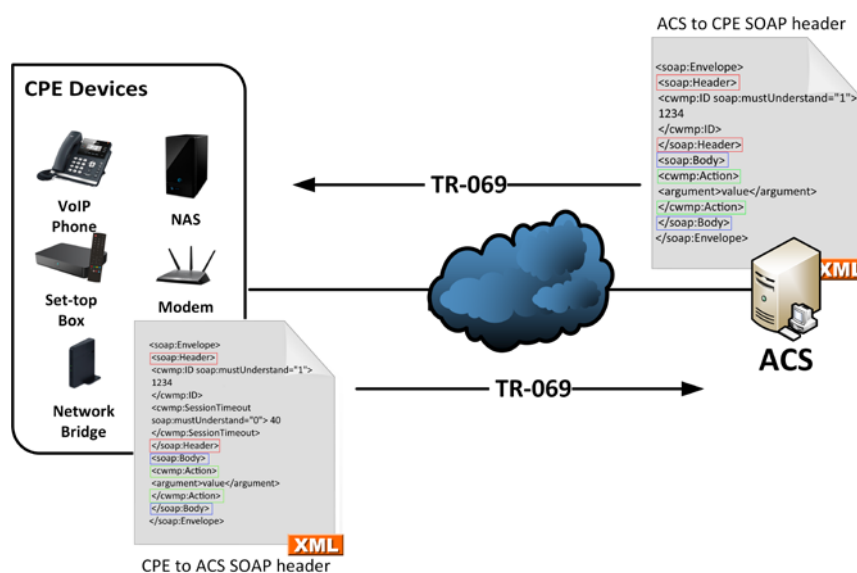 ACS to CPE SOAP header
<soap:Envelope>
<soap:Header>
<cwmp:ID soap:mustUnderstand="1">
1234
</cwmp:ID>
</soap:Header>
<soap:Body>
<cwmp:Action>
<argument>value</argument>
</cwmp:Action>
</soap:Body>
</soap:Envelope>
XML
ACS
CPE Devices
VoIP
Phone
NAS
Set-top
Box
Modem
Network
Bridge
TR-069
TR-069
<soap:Envelope>
<soap:Header>
<cwmp:ID soap:mustUnderstand="1">
1234
</cwmp:ID>
<cwmp:SessionTimeout
soap:mustUnderstand="0"> 40
</cwmp:SessionTimeout>
</soap:Header>
<soap:Body>
<cwmp:Action>
<argument>value</argument>
</cwmp:Action>
</soap:Body>
</soap:Envelope>
XML
CPE to ACS SOAP header